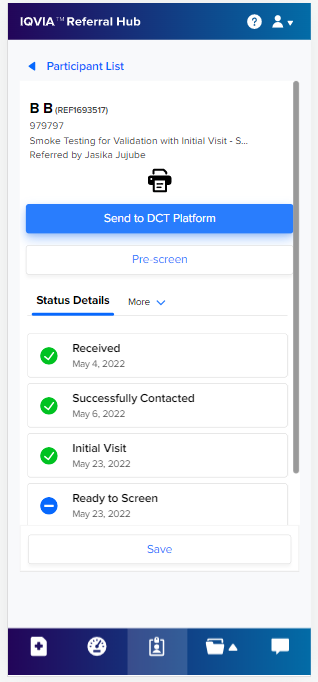 IQVIA™ Referral Hub
Participant List
B B (REF1693517)
979797
Smoke Testing for Validation with Initial Visit - S...
Referred by Jasika Jujube
Send to DCT Platform
Pre-screen
Status Details More
Received
May 4, 2022
Successfully Contacted
May 6, 2022
Initial Visit
May 23, 2022
Ready to Screen
May 23, 2022
Save